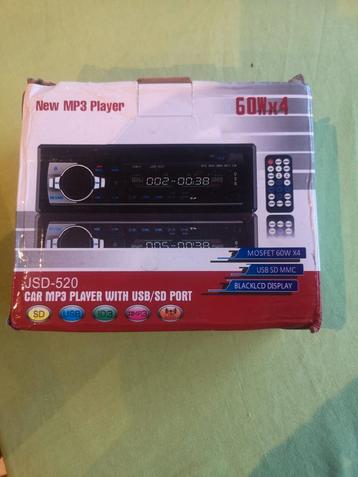 New MP3 Player
60Wx4
002-00:38
MOSFET 60W X4
USB SD MMC
BLACKLCD DISPLAY
JSD-520
CAR MP3 PLAYER WITH USB/SD PORT
SD
USB
ID3
MP3